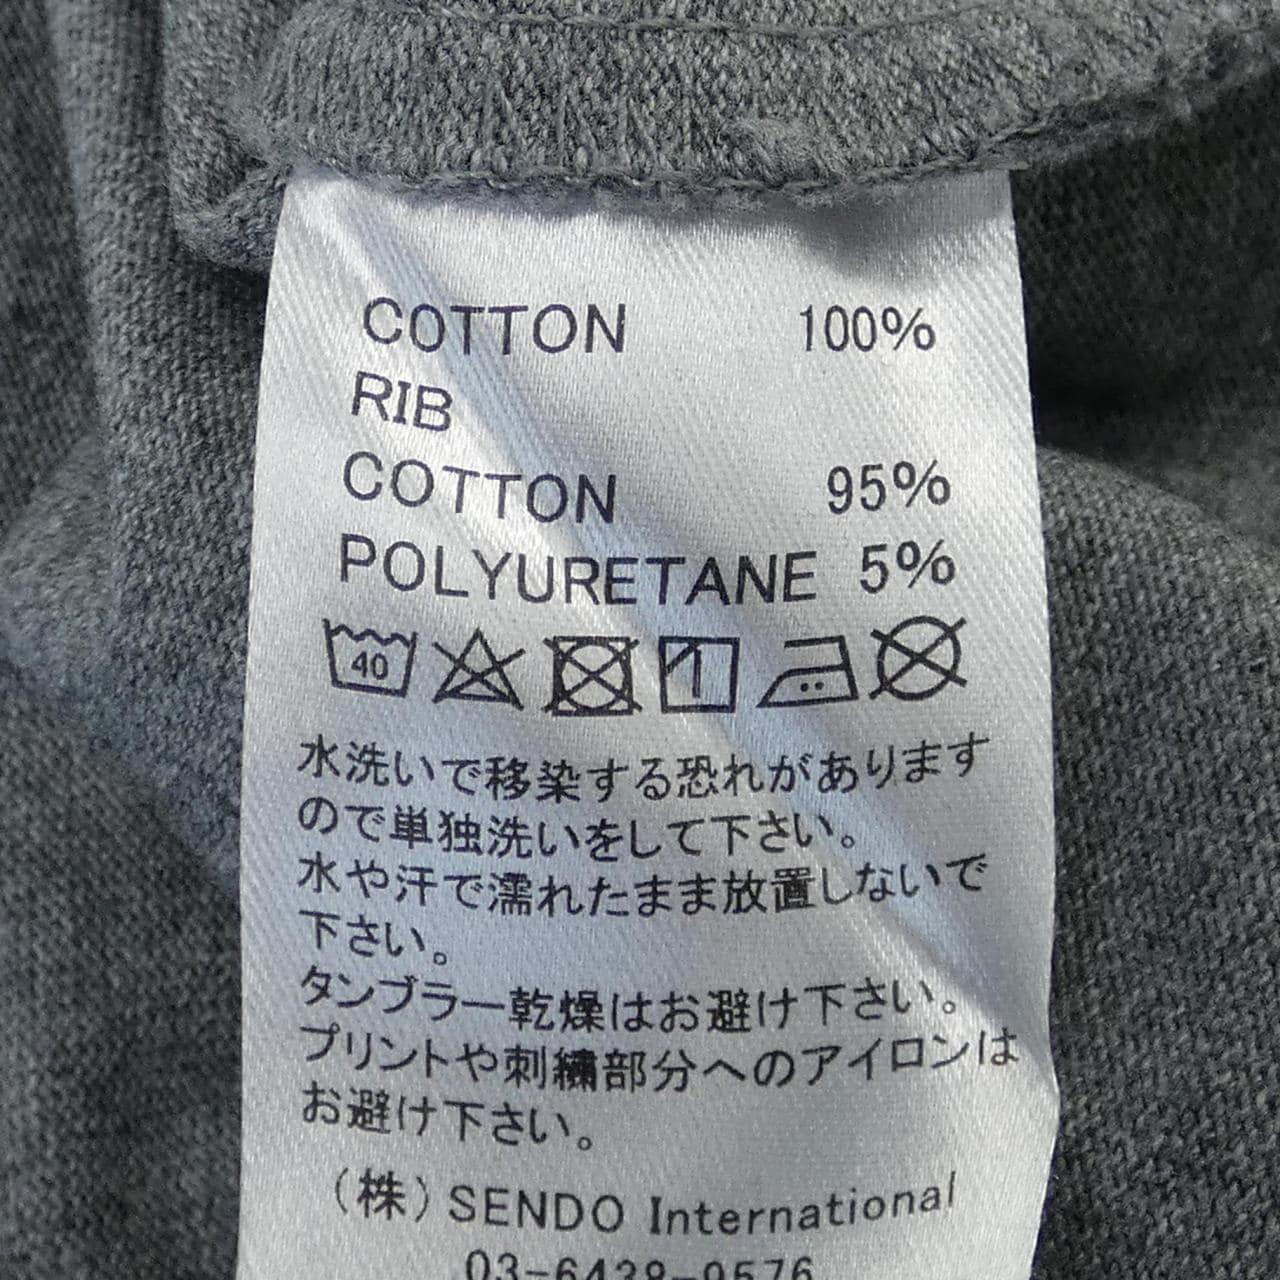 COTTON 100%
RIB
COTTON 95%
POLYURETANE 5%
40
水洗いで移染する恐れがあります
ので単独洗いをして下さい。
水や汗で濡れたまま放置しないで
下さい。
タンブラー乾燥はお避け下さい。
プリントや刺繍部分へのアイロンは
お避け下さい。
(株) SENDO International
03-6438-9576